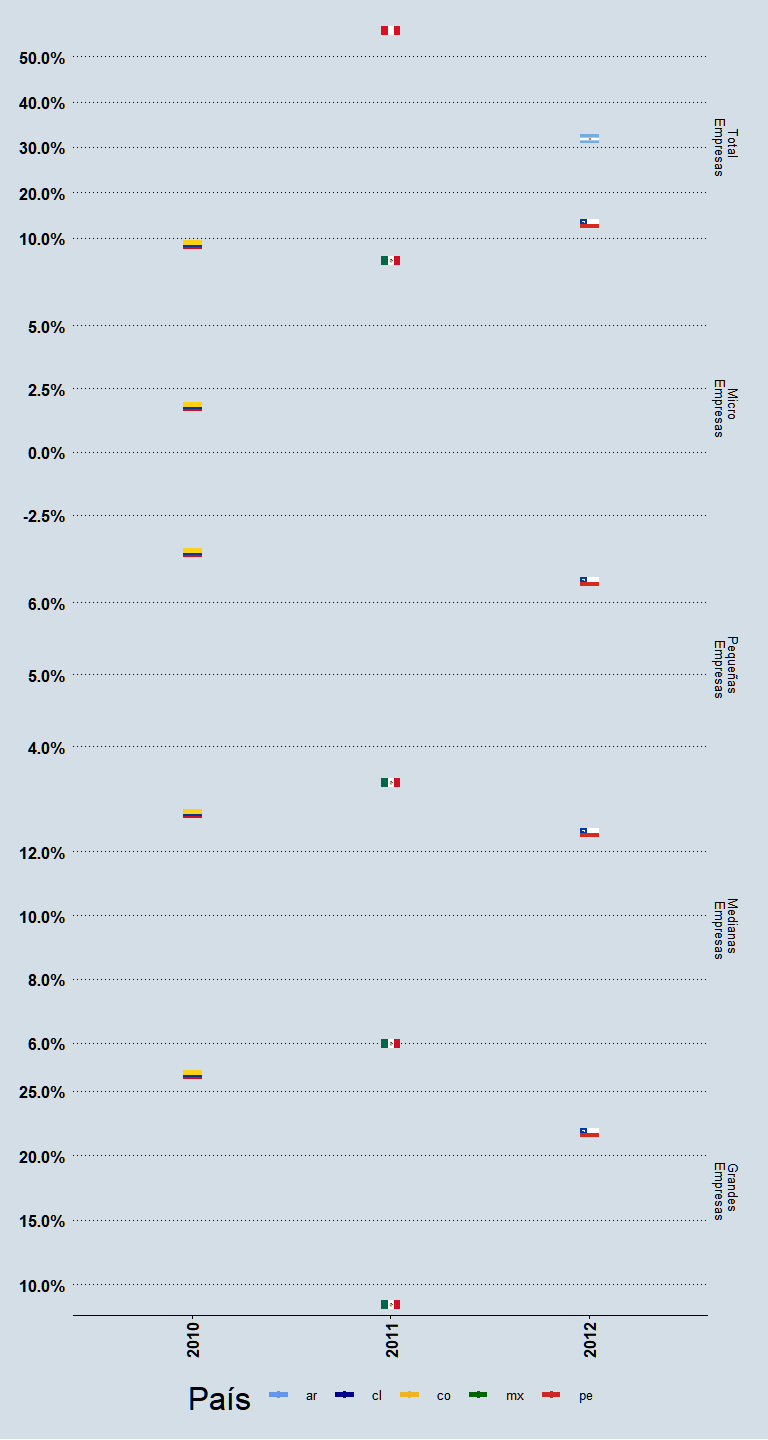 50.0%
40.0%
30.0%
20.0%
10.0%
Total
Empresas
5.0%
2.5%
0.0%
-2.5%
Micro
Empresas
6.0%
5.0%
4.0%
Pequeñas
Empresas
12.0%
10.0%
8.0%
6.0%
Medianas
Empresas
25.0%
20.0%
15.0%
10.0%
Grandes
Empresas
2010 2011 2012
País ar cl co mx pe